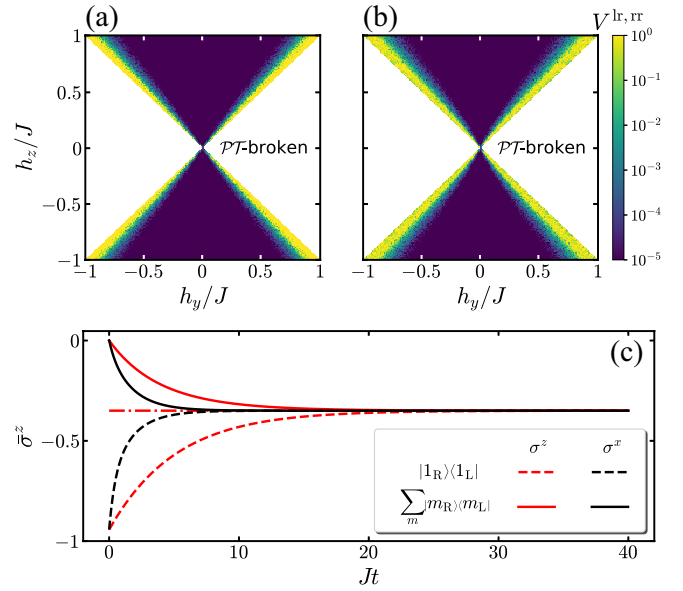 (a) (b) V^{lr, rr}
1 0.5 0 −0.5 −1
h_z/J
𝒫𝒯-broken 𝒫𝒯-broken
10^0 10^{−1} 10^{−2} 10^{−3} 10^{−4} 10^{−5}
−1 −0.5 0 0.5 1 −1 −0.5 0 0.5 1
h_y/J h_y/J
(c)
0 −0.5 −1
σ̄^z
σ^z σ^x
|1_R⟩⟨1_L|
∑_m |m_R⟩⟨m_L|
0 10 20 30 40
Jt